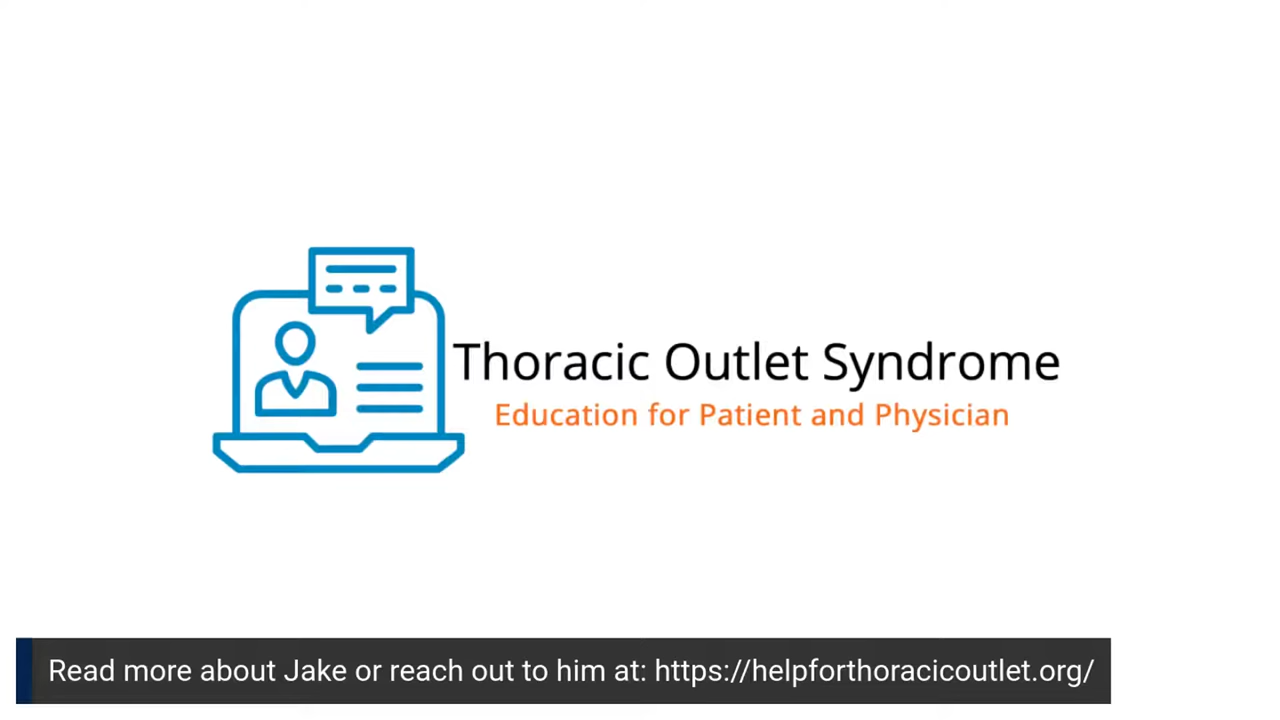 Thoracic Outlet Syndrome
Education for Patient and Physician
Read more about Jake or reach out to him at: https://helpforthoracicoutlet.org/